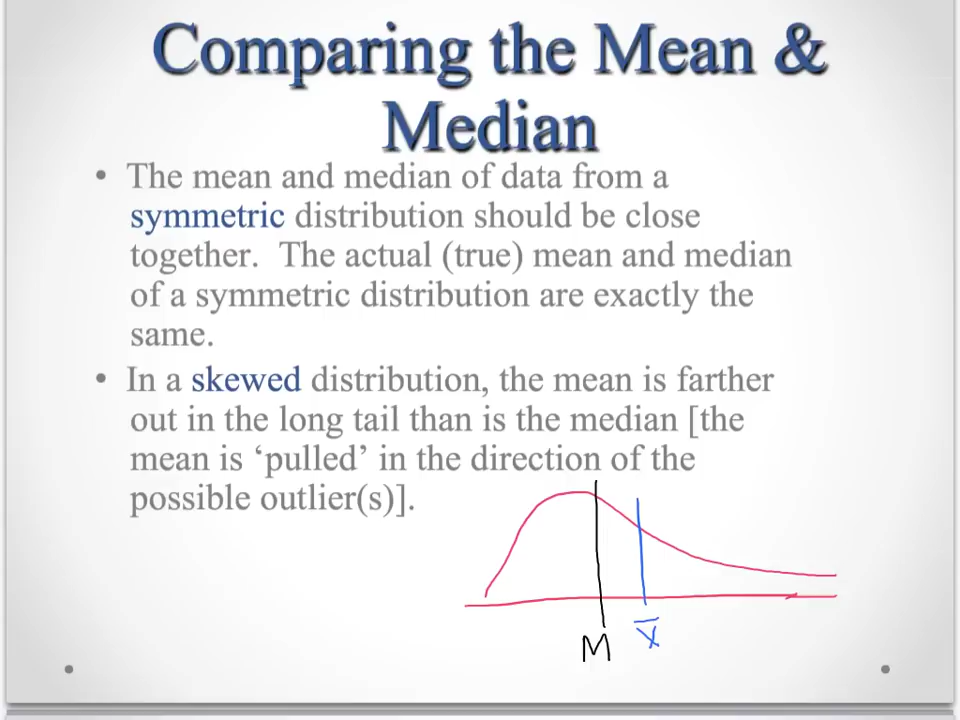 Comparing the Mean &
Median
• The mean and median of data from a
symmetric distribution should be close
together. The actual (true) mean and median
of a symmetric distribution are exactly the
same.
• In a skewed distribution, the mean is farther
out in the long tail than is the median [the
mean is ‘pulled’ in the direction of the
possible outlier(s)].
M x̅